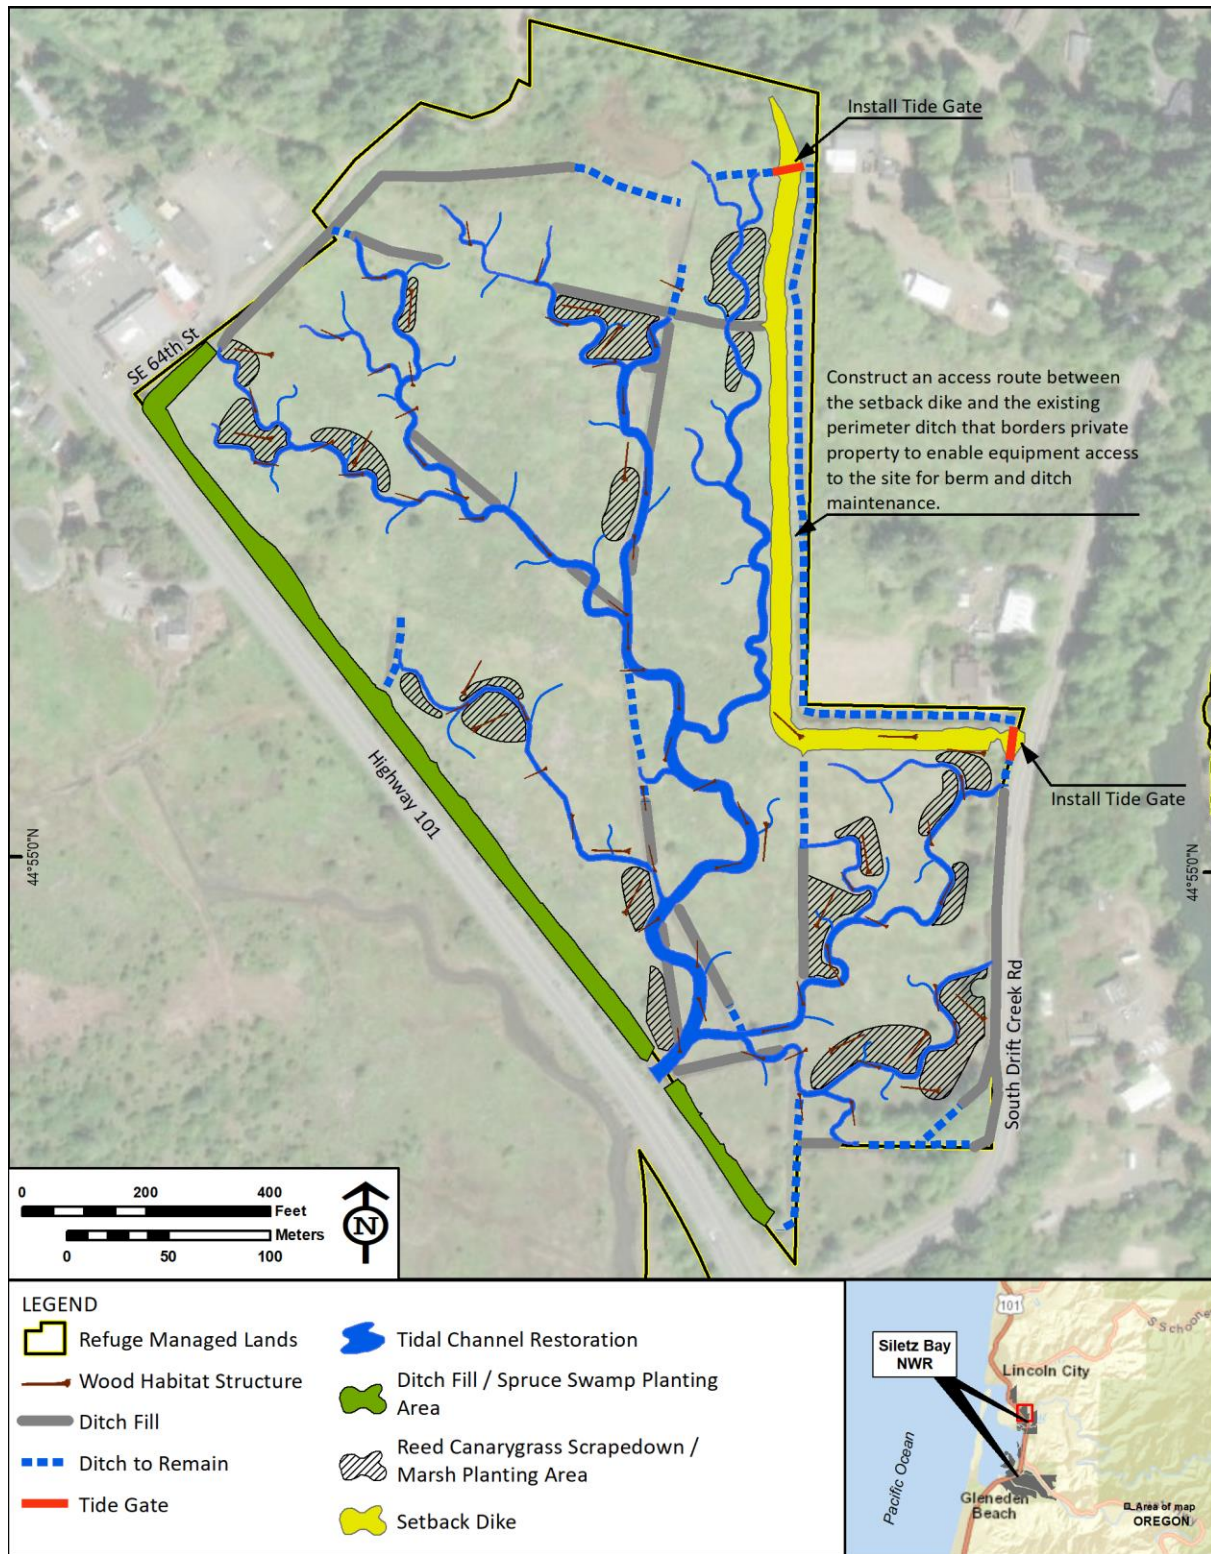 Install Tide Gate
SE 64th St
Construct an access route between
the setback dike and the existing
perimeter ditch that borders private
property to enable equipment access
to the site for berm and ditch
maintenance.
Highway 101
Install Tide Gate
44°55'0"N
44°55'0"N
South Drift Creek Rd
0 200 400
Feet
Meters
0 50 100
N
LEGEND
Refuge Managed Lands
Wood Habitat Structure
Ditch Fill
Ditch to Remain
Tide Gate
Tidal Channel Restoration
Ditch Fill / Spruce Swamp Planting
Area
Reed Canarygrass Scrapedown /
Marsh Planting Area
Setback Dike
101
Siletz Bay
NWR
Lincoln City
Pacific Ocean
Gleneden
Beach
Area of map
OREGON